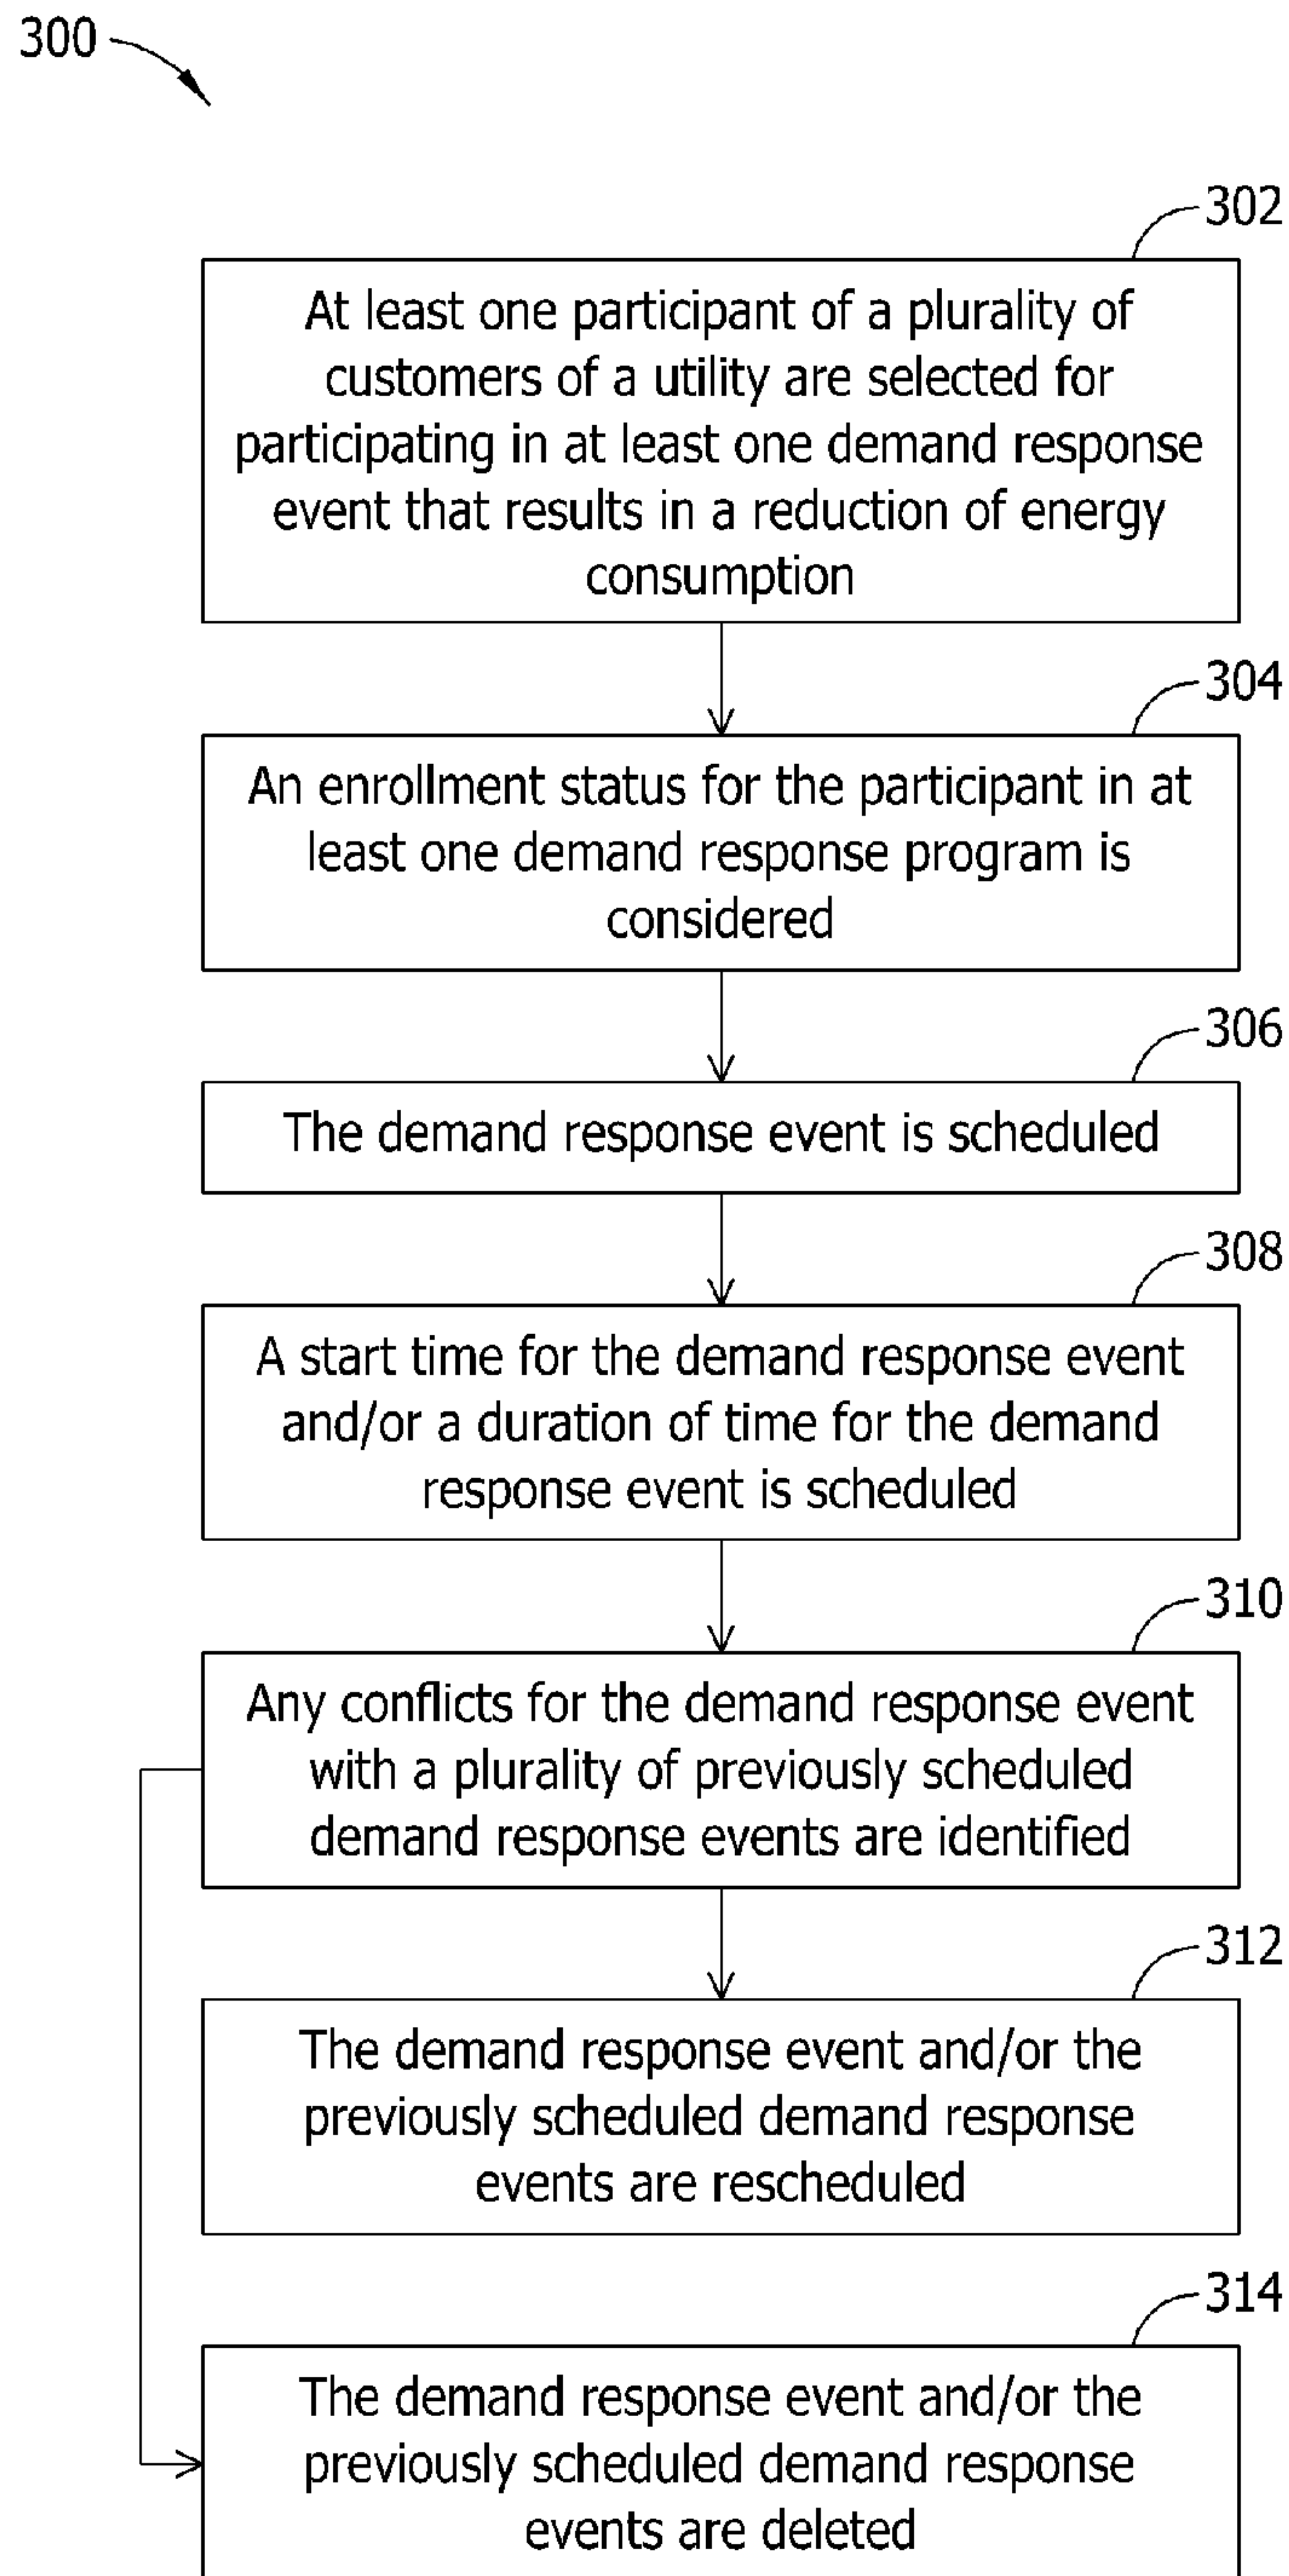 300
302
At least one participant of a plurality of
customers of a utility are selected for
participating in at least one demand response
event that results in a reduction of energy
consumption
304
An enrollment status for the participant in at
least one demand response program is
considered
306
The demand response event is scheduled
308
A start time for the demand response event
and/or a duration of time for the demand
response event is scheduled
310
Any conflicts for the demand response event
with a plurality of previously scheduled
demand response events are identified
312
The demand response event and/or the
previously scheduled demand response
events are rescheduled
314
The demand response event and/or the
previously scheduled demand response
events are deleted